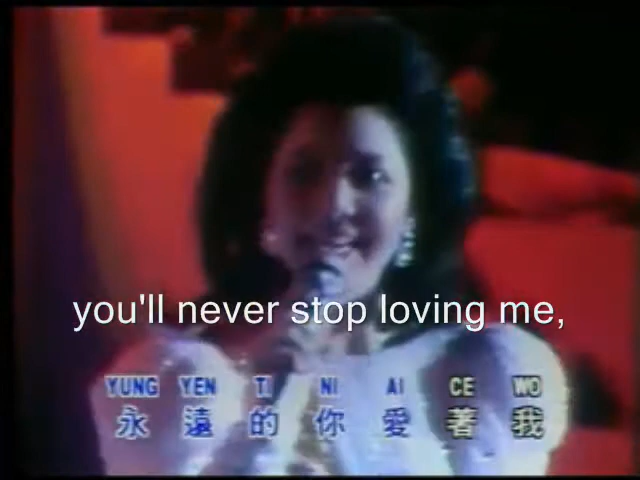 you'll never stop loving me,
YUNG YEN TI NI AI CE WO
永遠的你愛著我